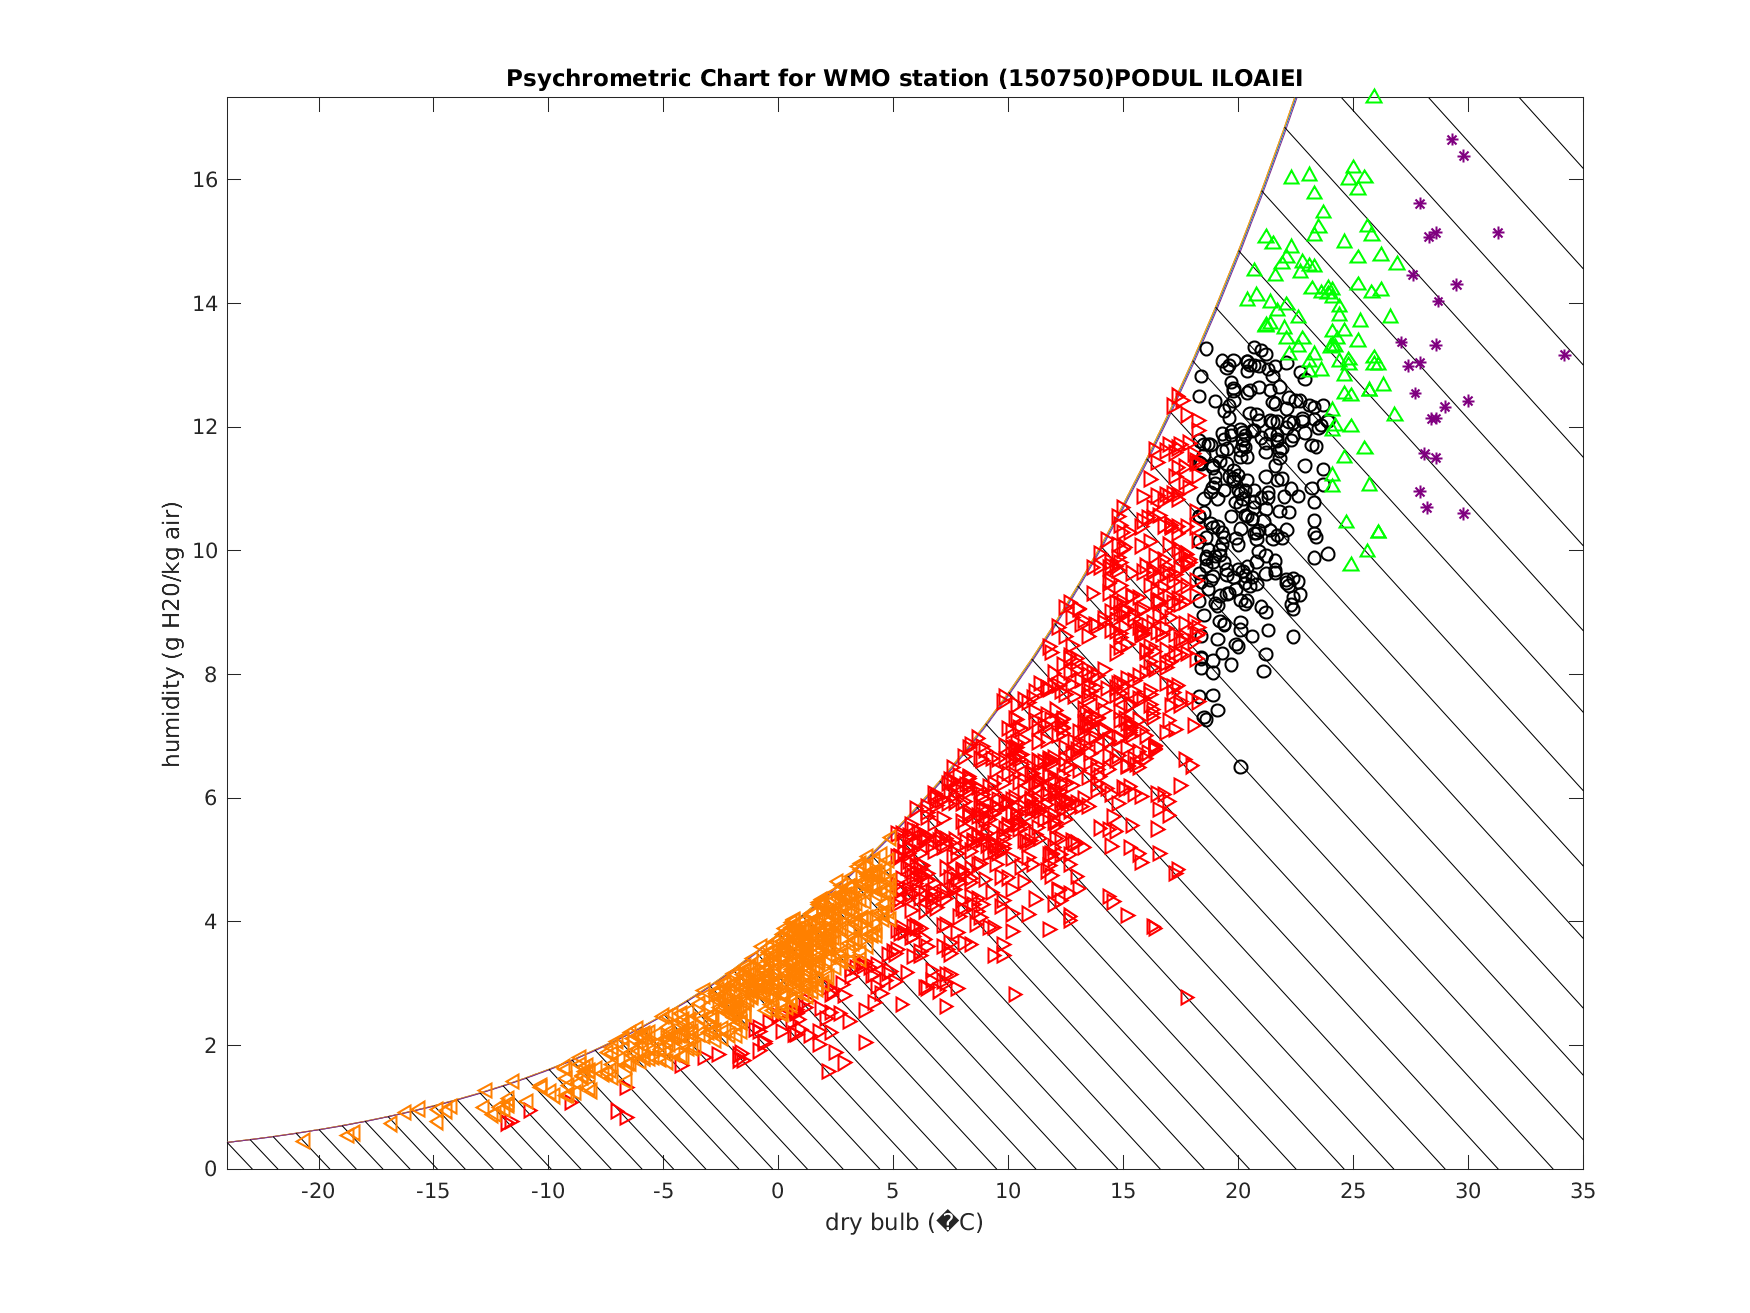 Psychrometric Chart for WMO station (150750)PODUL ILOAIEI
humidity (g H20/kg air)
16
14
12
10
8
6
4
2
0
-20 -15 -10 -5 0 5 10 15 20 25 30 35
dry bulb (�C)